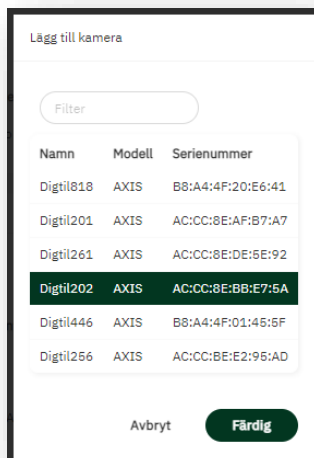 Lägg till kamera
Filter
Namn Modell Serienummer
Digtil818 AXIS B8:A4:4F:20:E6:41
Digtil201 AXIS AC:CC:8E:AF:B7:A7
Digtil261 AXIS AC:CC:8E:DE:5E:92
Digtil202 AXIS AC:CC:8E:BB:E7:5A
Digtil446 AXIS B8:A4:4F:01:45:5F
Digtil256 AXIS AC:CC:BE:E2:95:AD
Avbryt Färdig